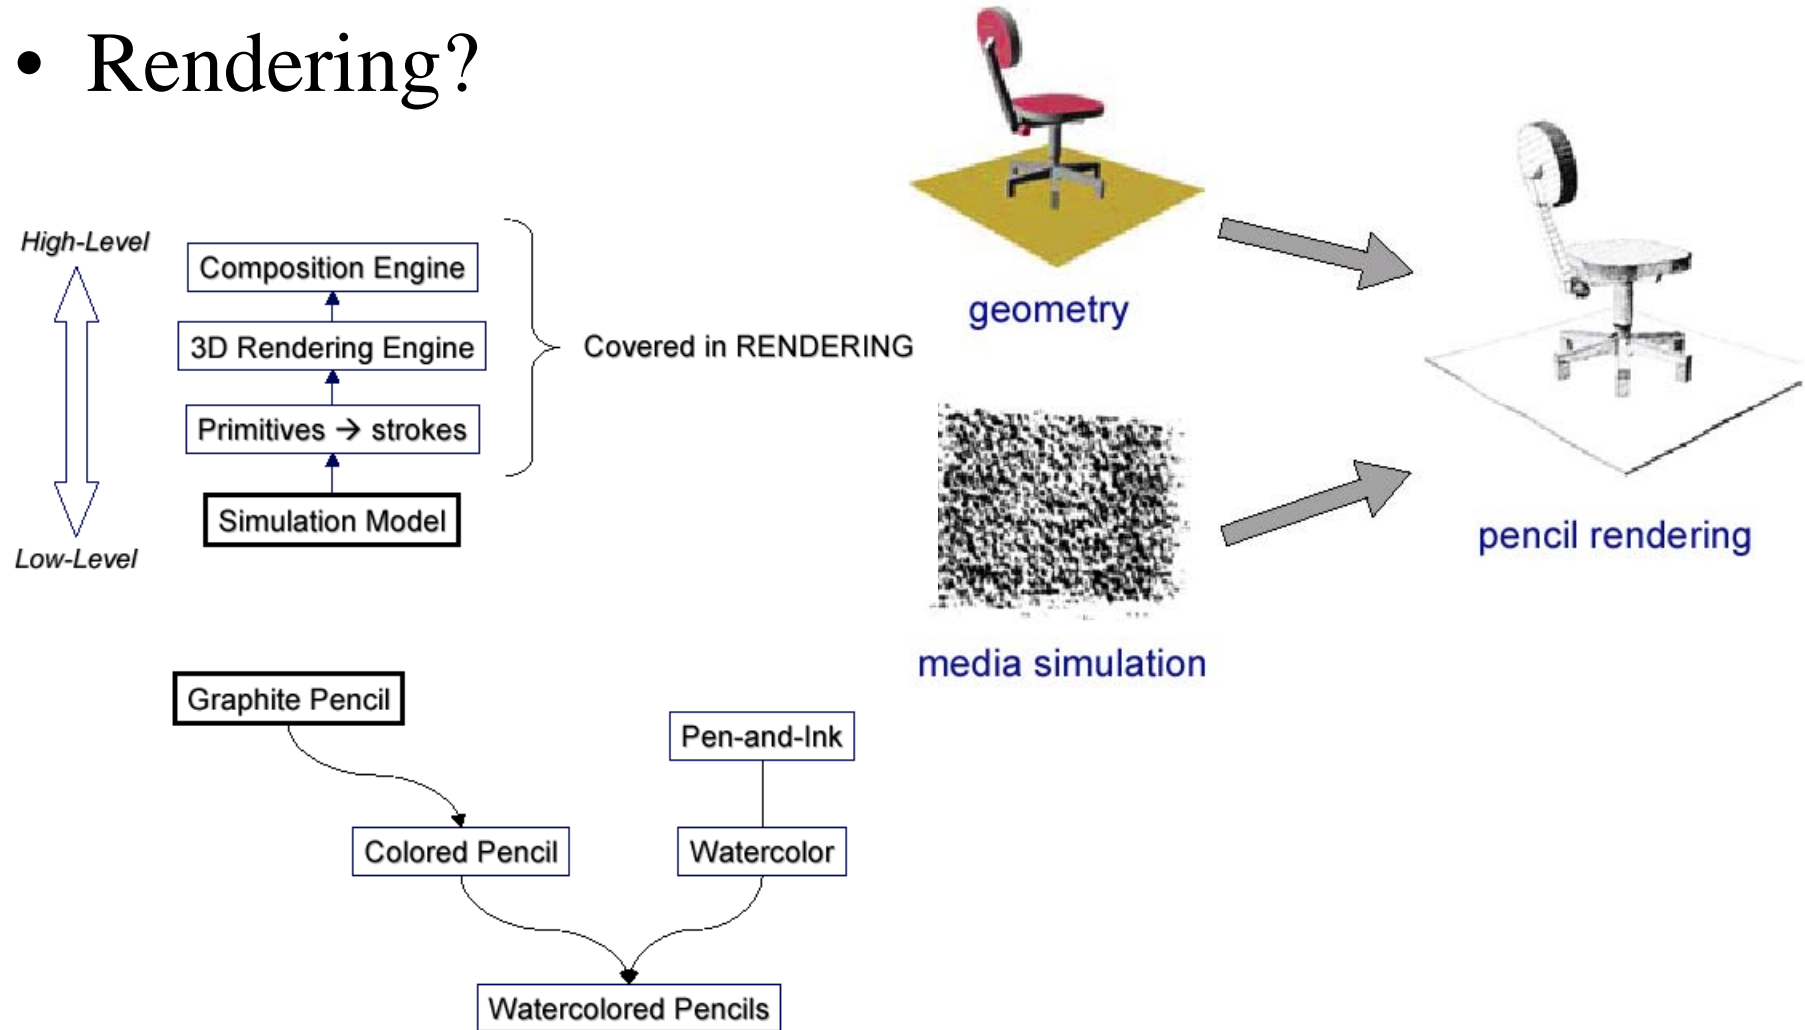 • Rendering?
High-Level
Composition Engine
3D Rendering Engine
Primitives → strokes
Simulation Model
Low-Level
Covered in RENDERING
geometry
media simulation
pencil rendering
Graphite Pencil
Pen-and-Ink
Colored Pencil
Watercolor
Watercolored Pencils